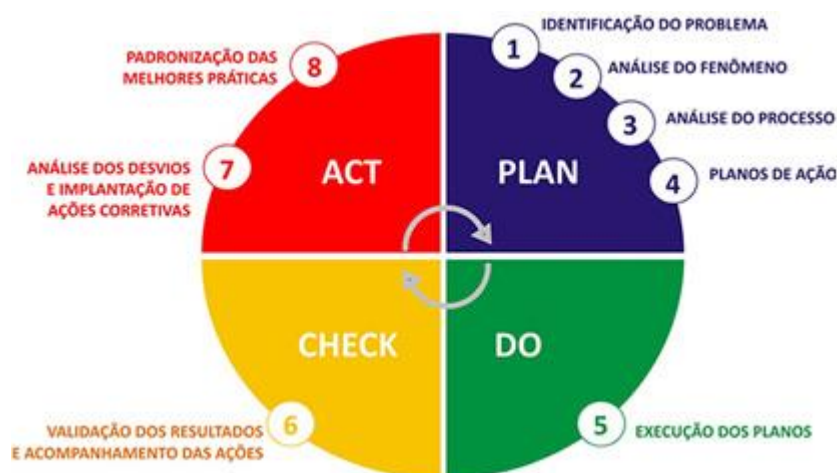 1
IDENTIFICAÇÃO DO PROBLEMA
2
ANÁLISE DO FENÔMENO
3
ANÁLISE DO PROCESSO
4
PLANOS DE AÇÃO
PLAN
DO
5
EXECUÇÃO DOS PLANOS
CHECK
6
VALIDAÇÃO DOS RESULTADOS
E ACOMPANHAMENTO DAS AÇÕES
ACT
7
ANÁLISE DOS DESVIOS
E IMPLANTAÇÃO DE
AÇÕES CORRETIVAS
8
PADRONIZAÇÃO DAS
MELHORES PRÁTICAS